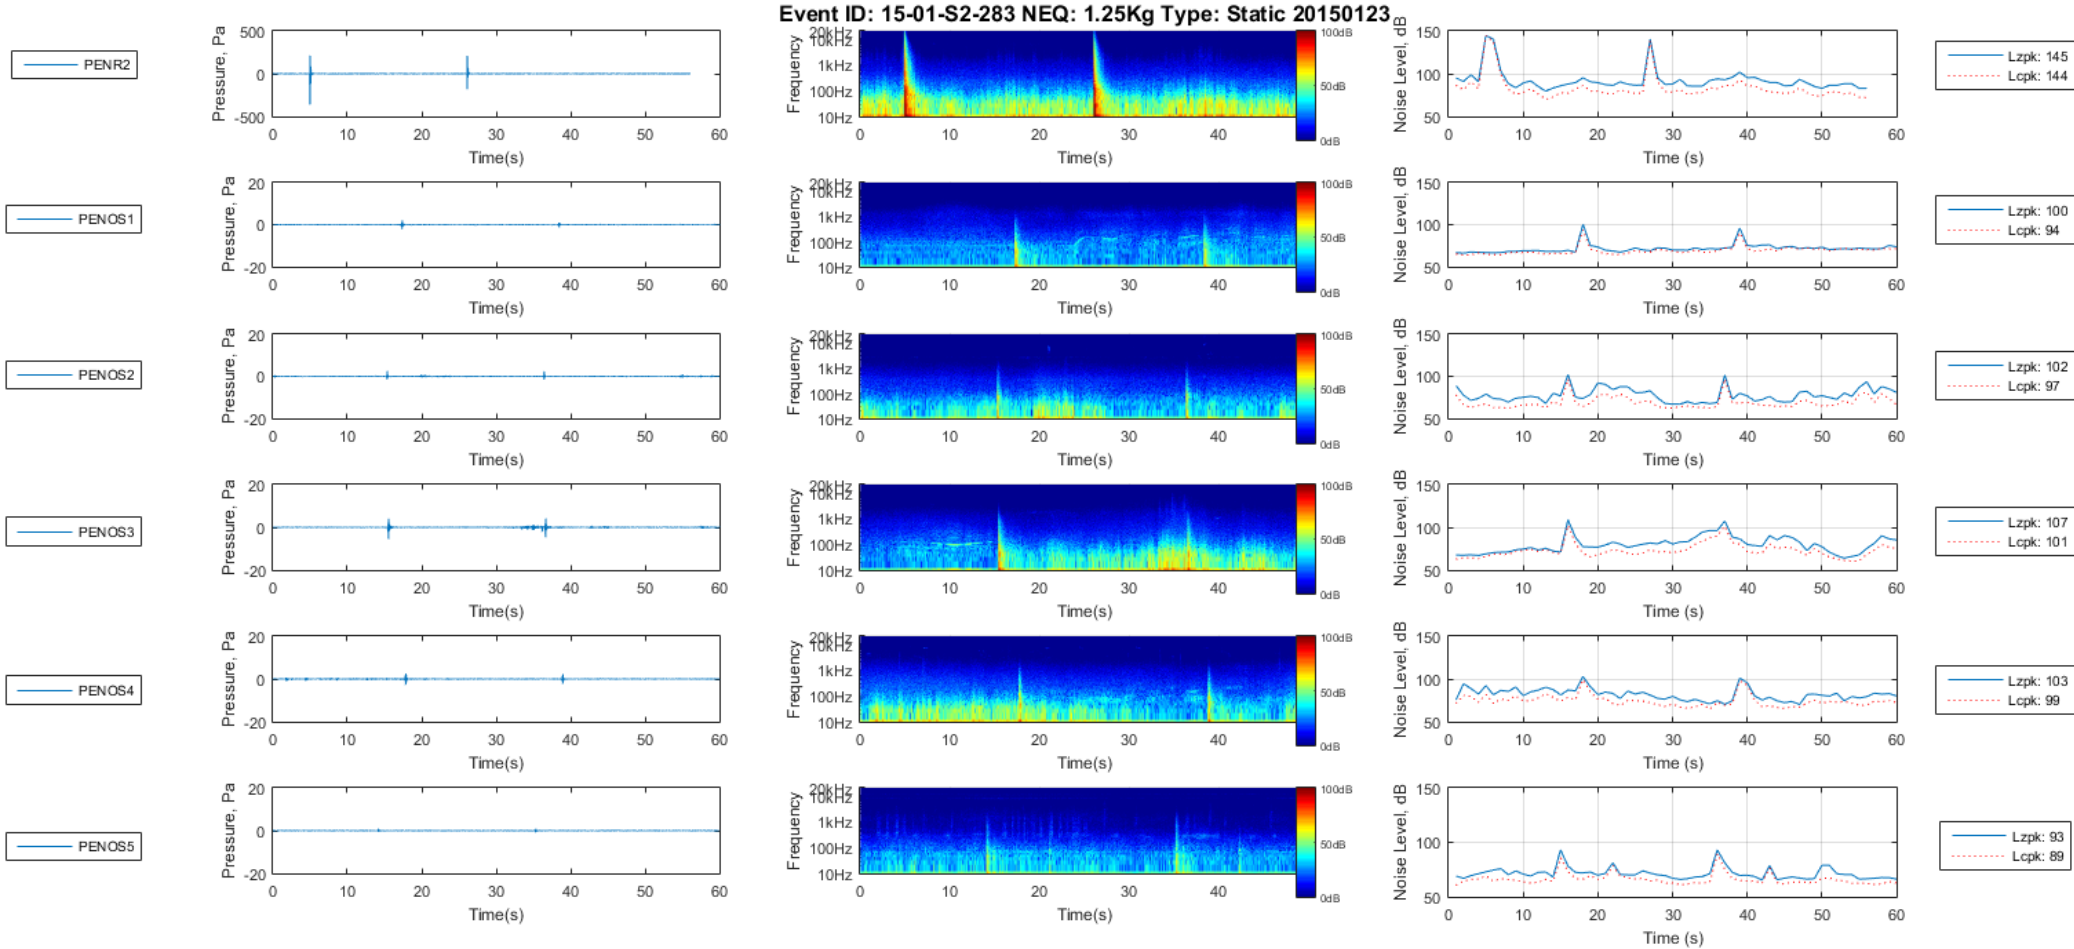 Event ID: 15-01-S2-283 NEQ: 1.25Kg Type: Static 20150123
PENR2
Pressure, Pa
500
0
-500
0 10 20 30 40 50 60
Time(s)
Frequency
20kHz
10kHz
1kHz
100Hz
10Hz
0 10 20 30 40
Time(s)
100dB
50dB
0dB
Noise Level, dB
150
100
50
0 10 20 30 40 50 60
Time (s)
Lzpk: 145
Lcpk: 144
PENOS1
Pressure, Pa
20
0
-20
0 10 20 30 40 50 60
Time(s)
Frequency
20kHz
10kHz
1kHz
100Hz
10Hz
0 10 20 30 40
Time(s)
100dB
50dB
0dB
Noise Level, dB
150
100
50
0 10 20 30 40 50 60
Time (s)
Lzpk: 100
Lcpk: 94
PENOS2
Pressure, Pa
20
0
-20
0 10 20 30 40 50 60
Time(s)
Frequency
20kHz
10kHz
1kHz
100Hz
10Hz
0 10 20 30 40
Time(s)
100dB
50dB
0dB
Noise Level, dB
150
100
50
0 10 20 30 40 50 60
Time (s)
Lzpk: 102
Lcpk: 97
PENOS3
Pressure, Pa
20
0
-20
0 10 20 30 40 50 60
Time(s)
Frequency
20kHz
10kHz
1kHz
100Hz
10Hz
0 10 20 30 40
Time(s)
100dB
50dB
0dB
Noise Level, dB
150
100
50
0 10 20 30 40 50 60
Time (s)
Lzpk: 107
Lcpk: 101
PENOS4
Pressure, Pa
20
0
-20
0 10 20 30 40 50 60
Time(s)
Frequency
20kHz
10kHz
1kHz
100Hz
10Hz
0 10 20 30 40
Time(s)
100dB
50dB
0dB
Noise Level, dB
150
100
50
0 10 20 30 40 50 60
Time (s)
Lzpk: 103
Lcpk: 99
PENOS5
Pressure, Pa
20
0
-20
0 10 20 30 40 50 60
Time(s)
Frequency
20kHz
10kHz
1kHz
100Hz
10Hz
0 10 20 30 40
Time(s)
100dB
50dB
0dB
Noise Level, dB
150
100
50
0 10 20 30 40 50 60
Time (s)
Lzpk: 93
Lcpk: 89